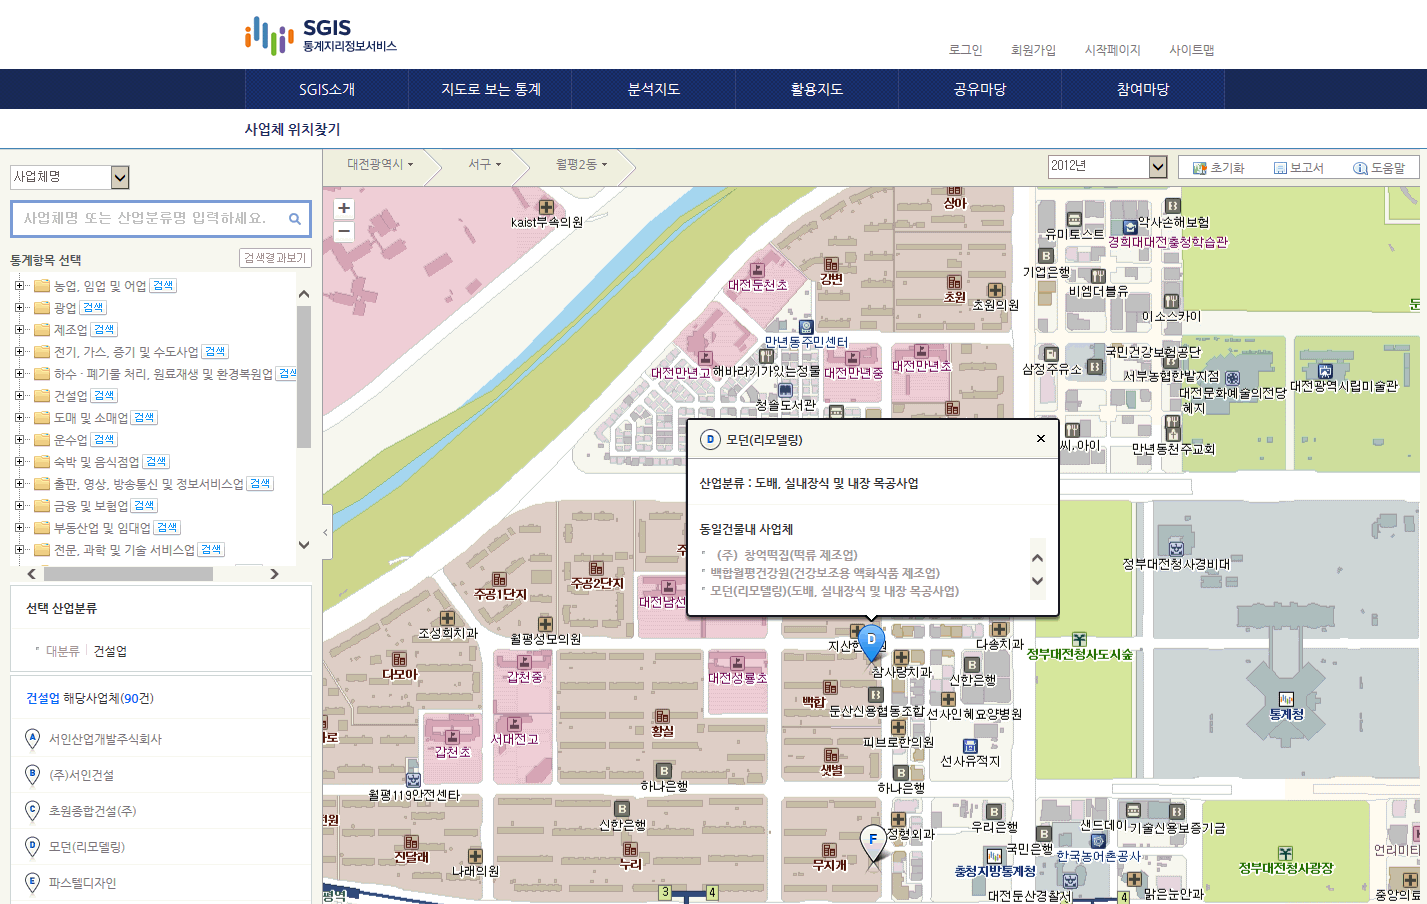 SGIS
통계지리정보서비스
로그인 회원가입 시작페이지 사이트맵
SGIS소개 지도로 보는 통계 분석지도 활용지도 공유마당 참여마당
사업체 위치찾기
사업체명
사업체명 또는 산업분류명 입력하세요.
통계항목 선택 검색결과보기
농업, 임업 및 어업 검색
광업 검색
제조업 검색
전기, 가스, 증기 및 수도사업 검색
하수 · 폐기물 처리, 원료재생 및 환경복원업 검색
건설업 검색
도매 및 소매업 검색
운수업 검색
숙박 및 음식점업 검색
출판, 영상, 방송통신 및 정보서비스업 검색
금융 및 보험업 검색
부동산업 및 임대업 검색
전문, 과학 및 기술 서비스업 검색
선택 산업분류
대분류 건설업
건설업 해당사업체(90건)
A 서인산업개발주식회사
B (주)서인건설
C 초원종합건설(주)
D 모던(리모델링)
E 파스텔디자인
대전광역시 서구 월평2동
2012년 초기화 보고서 도움말
+
−
kaist부속의원
상아
악사손해보험
유미토스트
경희대대전충청학습관
기업은행
비엠더블유
강변
대전둔천초
초원
초원의원
이소스카이
만년동주민센터
대전만년고
해바라기가있는정물
대전만년중
대전만년초
청솔도서관
국민건강보험공단
삼정주유소
서부농협한밭지점
대전문화예술의전당
대전광역시립미술관
혜지
씨,아이
만년동천주교회
D 모던(리모델링)
산업분류 : 도배, 실내장식 및 내장 목공사업
동일건물내 사업체
(주) 창억떡집(떡류 제조업)
백합월평건강원(건강보조용 액화식품 제조업)
모던(리모델링)(도배, 실내장식 및 내장 목공사업)
정부대전청사경비대
주공2단지
주공1단지
대전남선
조성희치과
월평성모의원
D
다송치과
정부대전청사도시숲
다모아
갑천중
대전성룡초
참사랑치과
신한은행
백합
둔산신용협동조합
선사인혜요양병원
통계청
황실
서대전고
갑천초
피브로한의원
선사유적지
샛별
하나은행
하나은행
월평119안전센타
신한은행
우리은행
샌드데이
기술신용보증기금
정형외과
F
국민은행
한국농어촌공사
언리미티
진달래
누리
무지개
나래의원
충청지방통계청
정부대전청사광장
3 4
대전둔산경찰서
4
맑은눈안과
중앙의료